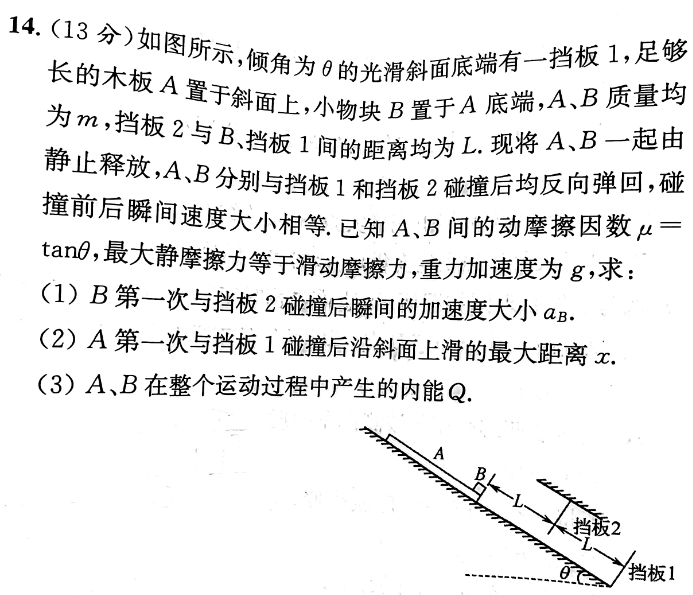 14. (13 分)如图所示,倾角为 θ 的光滑斜面底端有一挡板 1,足够
长的木板 A 置于斜面上,小物块 B 置于 A 底端,A、B 质量均
为 m,挡板 2 与 B、挡板 1 间的距离均为 L. 现将 A、B 一起由
静止释放,A、B 分别与挡板 1 和挡板 2 碰撞后均反向弹回,碰
撞前后瞬间速度大小相等. 已知 A、B 间的动摩擦因数 μ =
tanθ,最大静摩擦力等于滑动摩擦力,重力加速度为 g,求:
(1) B 第一次与挡板 2 碰撞后瞬间的加速度大小 aB.
(2) A 第一次与挡板 1 碰撞后沿斜面上滑的最大距离 x.
(3) A、B 在整个运动过程中产生的内能 Q.
A
B
L
挡板2
L
θ
挡板1